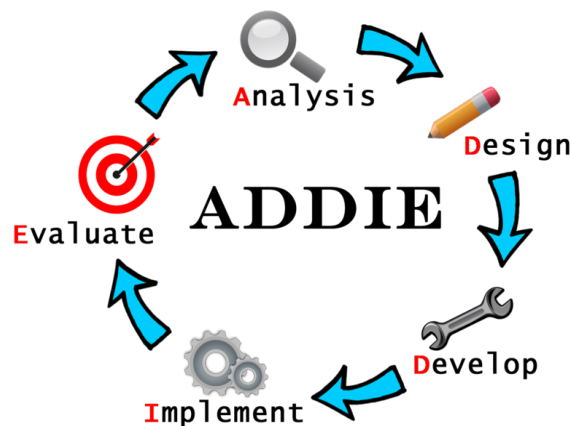 Analysis
Design
ADDIE
Evaluate
Develop
Implement